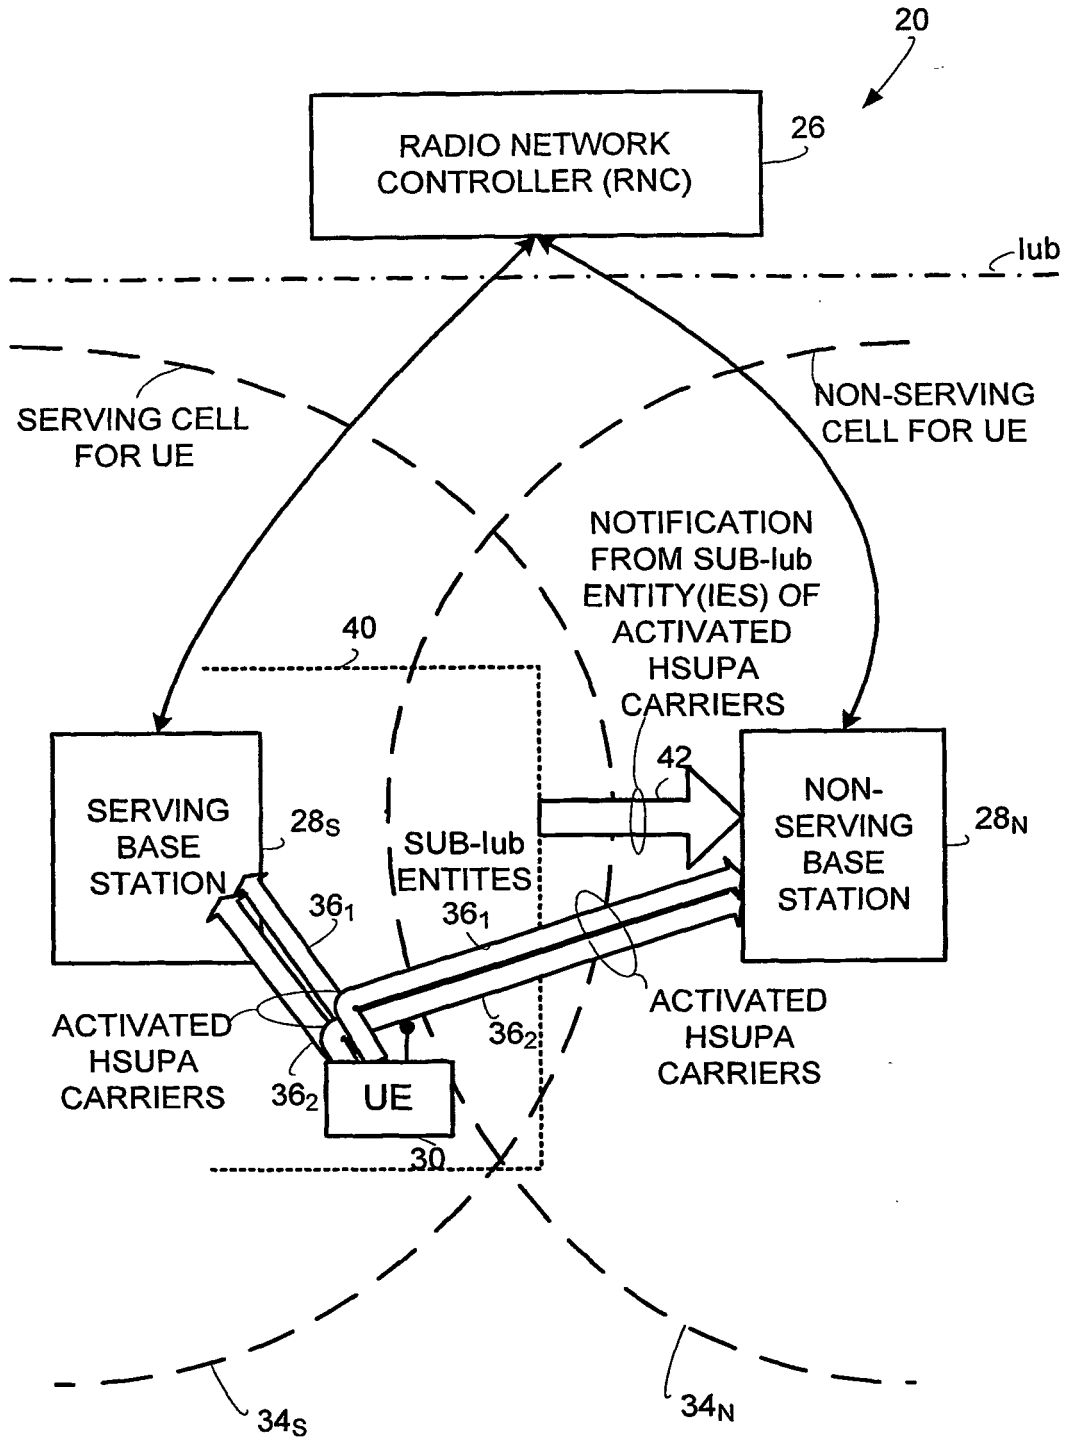 20
RADIO NETWORK
CONTROLLER (RNC)
26
Iub
SERVING CELL
FOR UE
NON-SERVING
CELL FOR UE
NOTIFICATION
FROM SUB-Iub
ENTITY(IES) OF
ACTIVATED
HSUPA
CARRIERS
40
42
SERVING
BASE
STATION
28S
NON-
SERVING
BASE
STATION
28N
SUB-Iub
ENTITES
361
361
ACTIVATED
HSUPA
CARRIERS
362
362
ACTIVATED
HSUPA
CARRIERS
UE
30
34S
34N